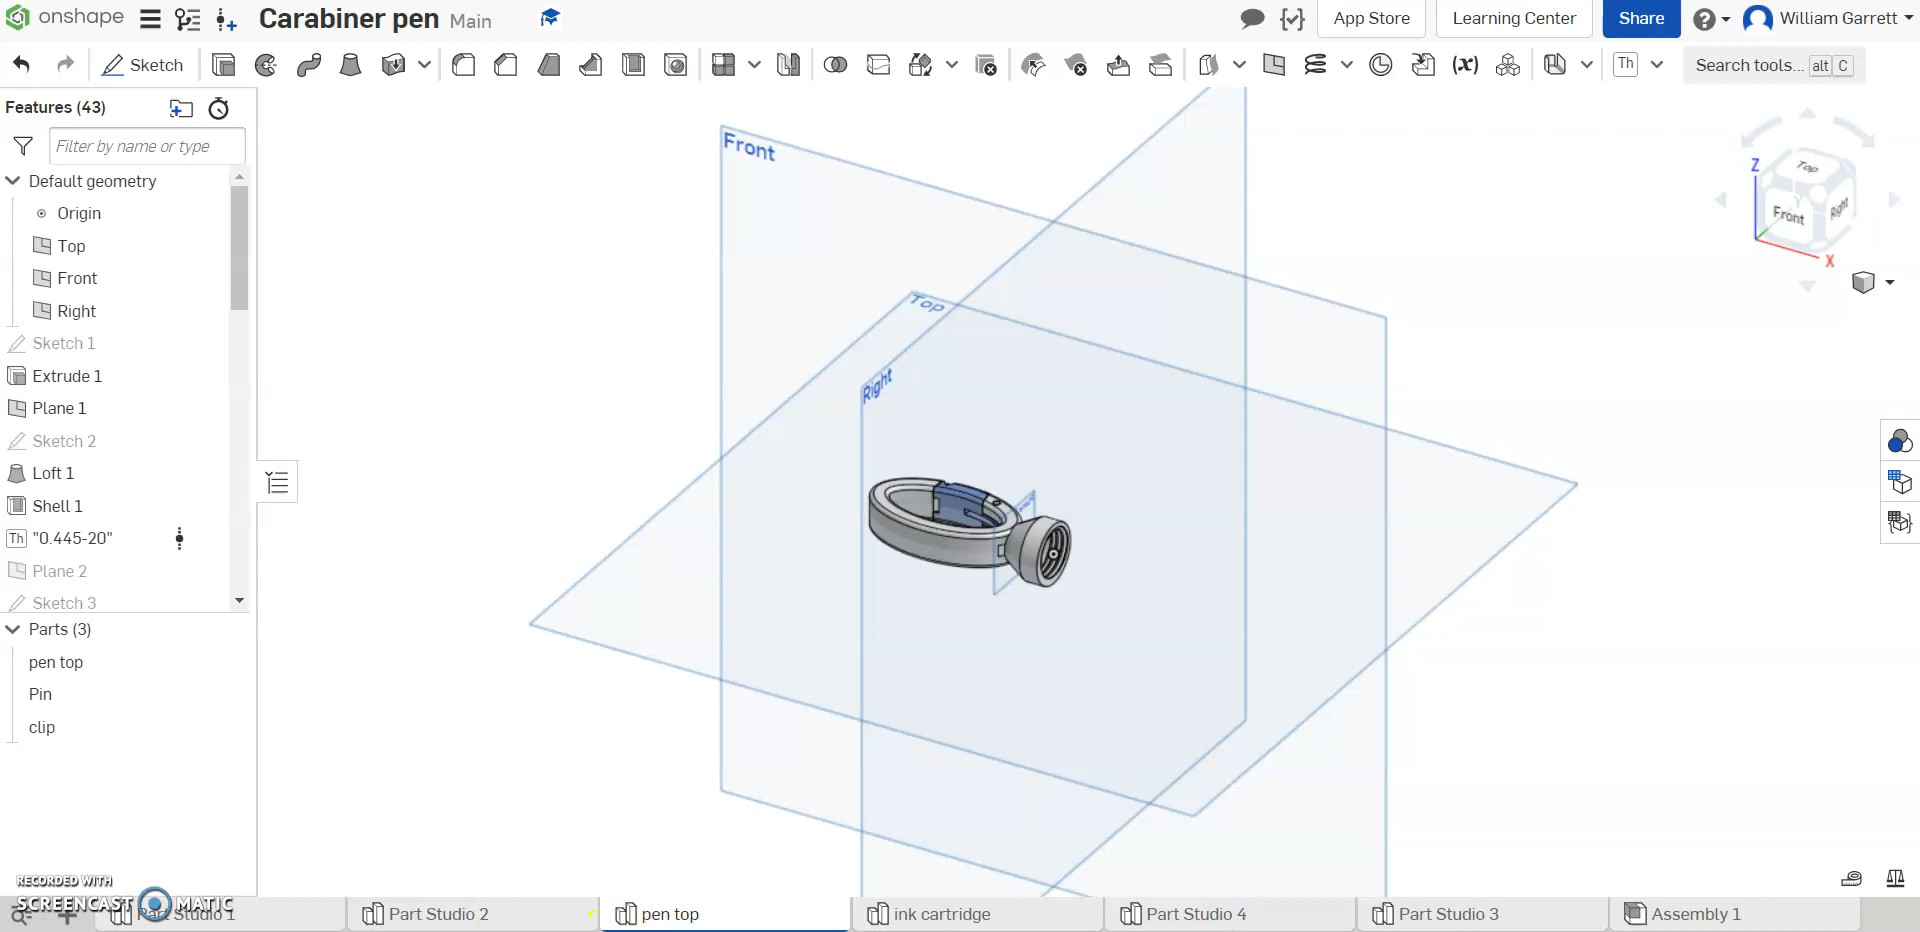 onshape
Carabiner pen Main
App Store
Learning Center
Share
William Garrett
Sketch
(x)
Th
Search tools... alt C
Features (43)
Filter by name or type
Default geometry
Origin
Top
Front
Right
Sketch 1
Extrude 1
Plane 1
Sketch 2
Loft 1
Shell 1
Th "0.445-20"
Plane 2
Sketch 3
Parts (3)
pen top
Pin
clip
Front
Top
Right
Z
Top
Y
Front
Right
X
RECORDED WITH
SCREENCAST MATIC
Part Studio 1
Part Studio 2
pen top
ink cartridge
Part Studio 4
Part Studio 3
Assembly 1